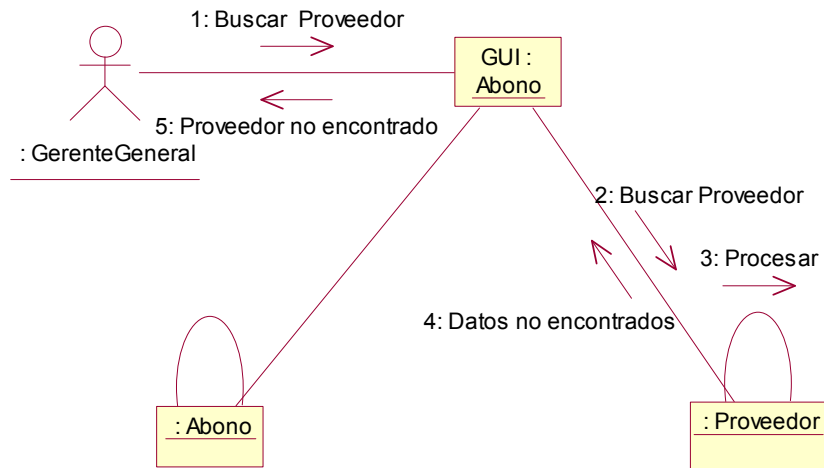 1: Buscar Proveedor
GUI :
Abono
5: Proveedor no encontrado
: GerenteGeneral
2: Buscar Proveedor
3: Procesar
4: Datos no encontrados
: Abono
: Proveedor